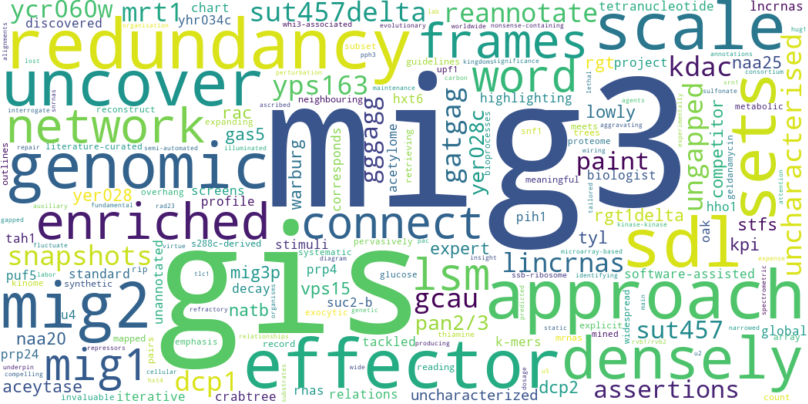 ycr060w mrt1 chart sut457delta frames reannotate tetranucleotide scale lncrnas
discovered yhr034c whi3-associated evolutionary worldwide nonsense-containing
redundancy
lost subset guidelines kingdoms significance annotations
uncover yps163 pph3 upf1 carbon word rgt project kdac naa25 consortium
perturbation maintenance lethal
neighbouring highlighting
network rac hxt6 lowly ungapped competitor uncharacterised sets
interrogate expanding gas5 gggagg acetylome gatgag yer028c bioprocesses agents metabolic
reconstruct literature-curated meets trees
outlines semi-automated illuminated warburg corresponds retrieving snf1 aggravating proteome sulfonate
genomic mig3 paint experimentally
yer028 overhang screens meaningful biologist wiring geldanamycin attention
gapped auxiliary fundamental rad23 profile rgt1delta tailored hho1
enriched connect pih1 kinase-kinase oak stfs
tah1 fluctuate s288c-derived stimuli expert tyl kpi
snapshots virtue pervasively pac systematic lincrnas sdl
puf5 labor rip unannotated tlc1 mig3p prp4 diagram microarray-based insight ssb-ribosome identifying software-assisted expense
kinome standard synthetic refractory decay vps15 glucose lsm approach spectrometric
mig2 u4 gis organisms suc2-b gcau k-mers explicit widespread main
mapped emphasis natb exocytic pan2/3 mrnas mined sut457 global
naa20 pairs record genetic thiamine predicted static narrowed array
prp24 repressors relationships tackled
mig1 hst4 dcp1 wide producing effector densely
underpin compelling cellular rnas reading dcp2 assertions
aceytase crabtree substrates relations dosage uncharacterized
invaluable iterative count